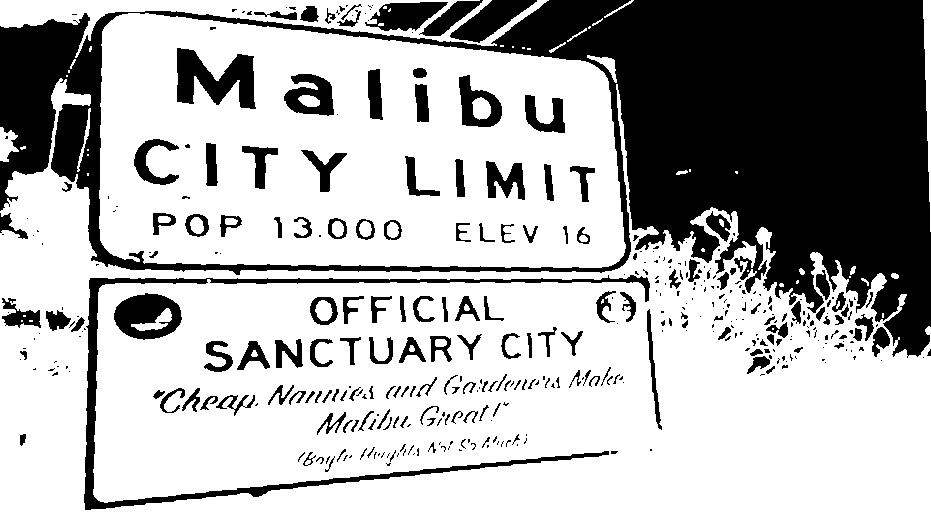 Malibu
CITY LIMIT
POP 13.000 ELEV 16
OFFICIAL
SANCTUARY CITY
"Cheap Nannies and Gardeners Make
Malibu Great!"
(Boyle Heights Not So Much)